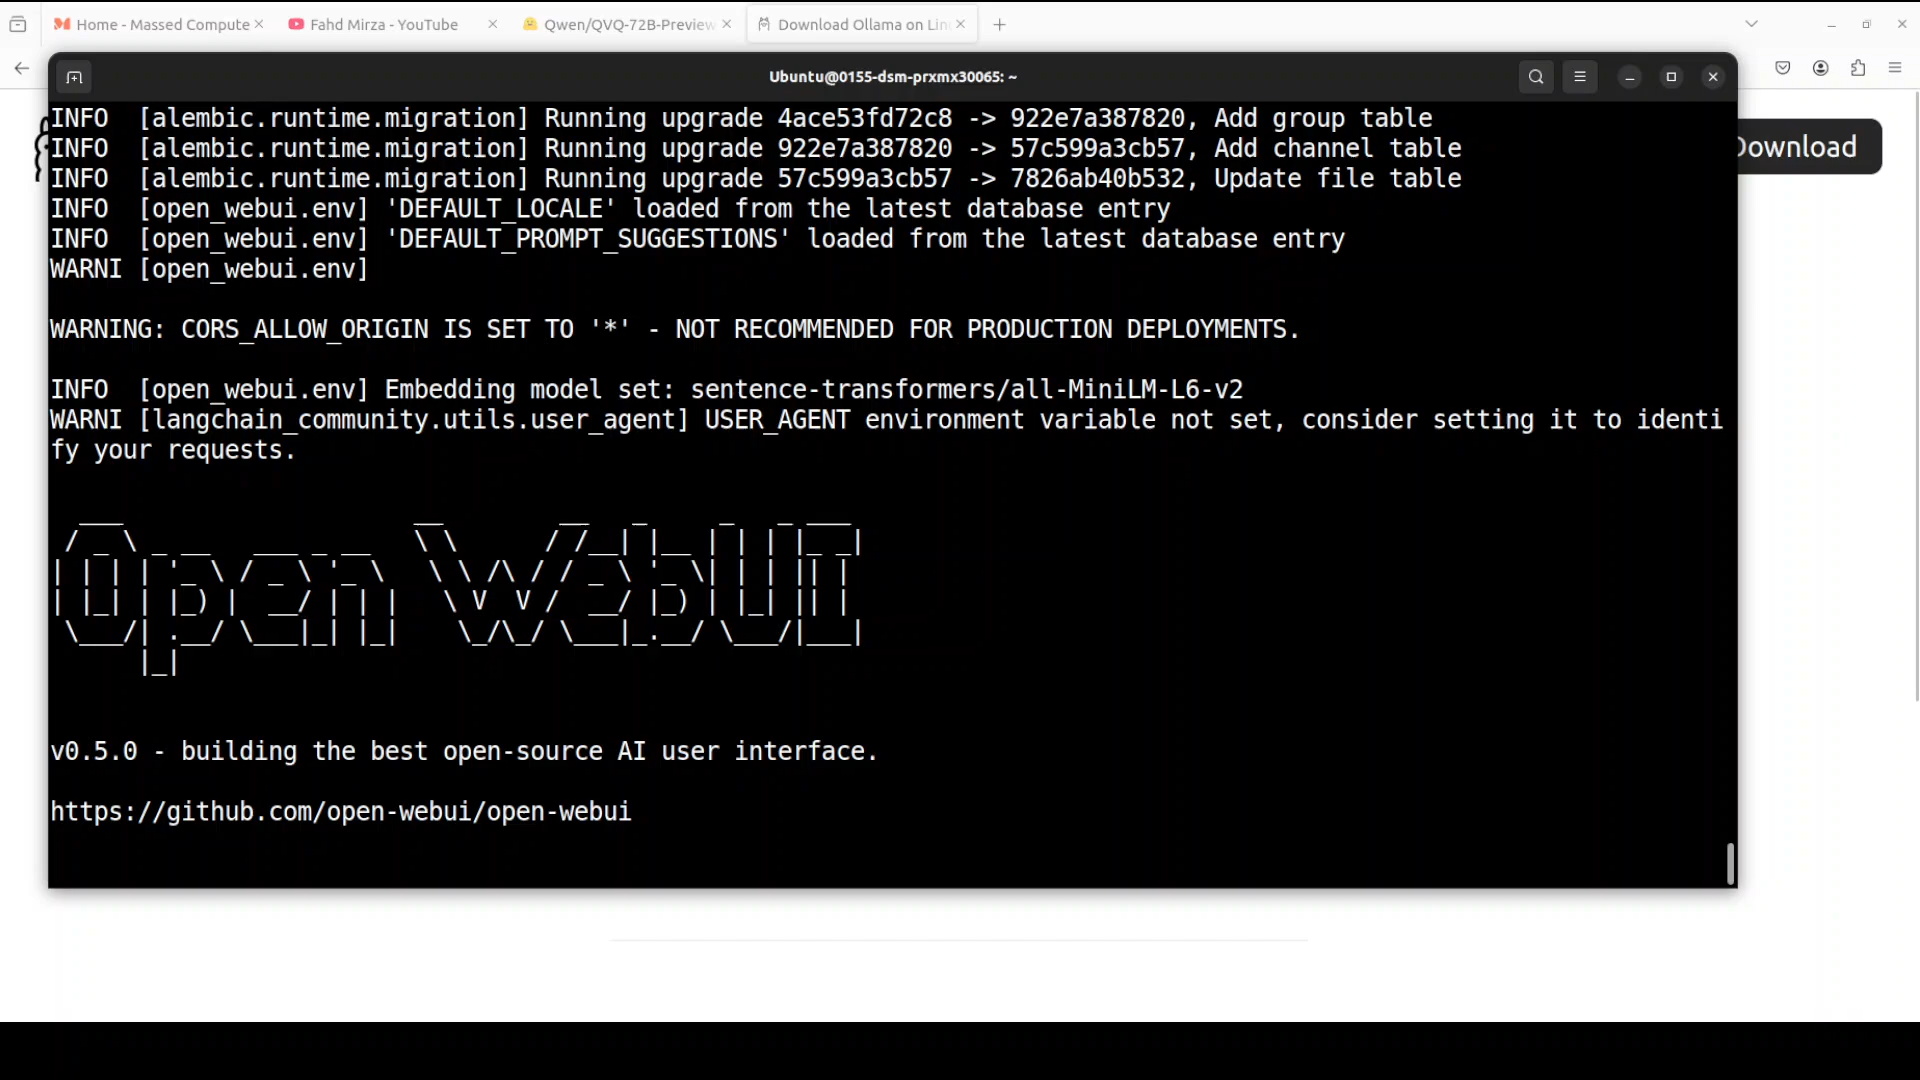 Home - Massed Compute
Fahd Mirza - YouTube
Qwen/QVQ-72B-Preview
Download Ollama on Lin
Ubuntu@0155-dsm-prxmx30065: ~
Download
INFO  [alembic.runtime.migration] Running upgrade 4ace53fd72c8 -> 922e7a387820, Add group table
INFO  [alembic.runtime.migration] Running upgrade 922e7a387820 -> 57c599a3cb57, Add channel table
INFO  [alembic.runtime.migration] Running upgrade 57c599a3cb57 -> 7826ab40b532, Update file table
INFO  [open_webui.env] 'DEFAULT_LOCALE' loaded from the latest database entry
INFO  [open_webui.env] 'DEFAULT_PROMPT_SUGGESTIONS' loaded from the latest database entry
WARNI [open_webui.env]
WARNING: CORS_ALLOW_ORIGIN IS SET TO '*' - NOT RECOMMENDED FOR PRODUCTION DEPLOYMENTS.
INFO  [open_webui.env] Embedding model set: sentence-transformers/all-MiniLM-L6-v2
WARNI [langchain_community.utils.user_agent] USER_AGENT environment variable not set, consider setting it to identi
fy your requests.
Open WebUI
v0.5.0 - building the best open-source AI user interface.
https://github.com/open-webui/open-webui